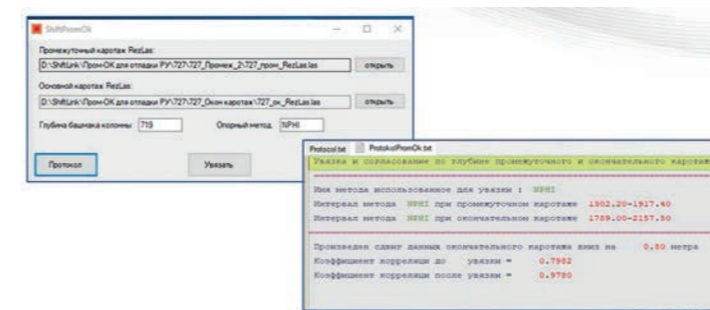 ShiftPromOk
Промежуточный каротаж RezLas:
D:\ShiftLink\Пром-ОК для отладки РУ\727\727_Промеж_2\727_пром_RezLas.las
открыть
Основной каротаж RezLas:
D:\ShiftLink\Пром-ОК для отладки РУ\727\727_Окон каротаж\727_ок_RezLas.las
открыть
Глубина башмака колонны 719 Опорный метод NPHI
Протокол Увязать
Protocol.txt ProtokolPromOk.txt
Увязка и согласование по глубине промежуточного и окончательного каротаж
Имя метода использованное для увязки : NPHI
Интервал метода NPHI при промежуточном каротаже 1302.20-1917.40
Интервал метода NPHI при окончательном каротаже 1789.00-2157.50
Произведен сдвиг данных окончательного каротажа вниз на 0.80 метра
Коэффициент корреляци до увязки = 0.7982
Коэффициент корреляци после увязки = 0.9790